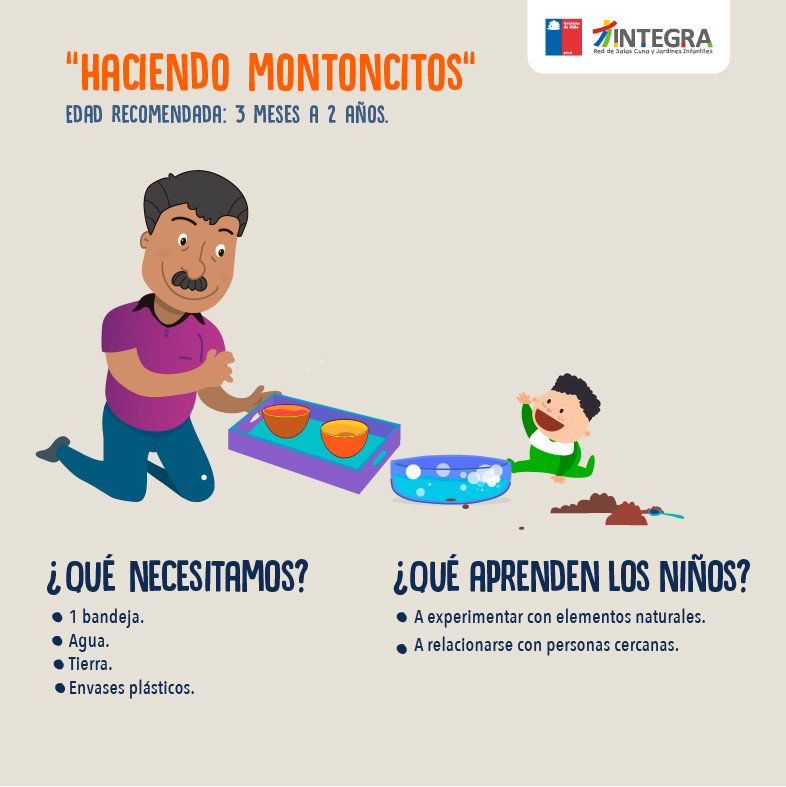 Gobierno de Chile
INTEGRA
Red de Salas Cuna y Jardines Infantiles
"HACIENDO MONTONCITOS"
EDAD RECOMENDADA: 3 MESES A 2 AÑOS.
¿QUÉ NECESITAMOS?
1 bandeja.
Agua.
Tierra.
Envases plásticos.
¿QUÉ APRENDEN LOS NIÑOS?
A experimentar con elementos naturales.
A relacionarse con personas cercanas.